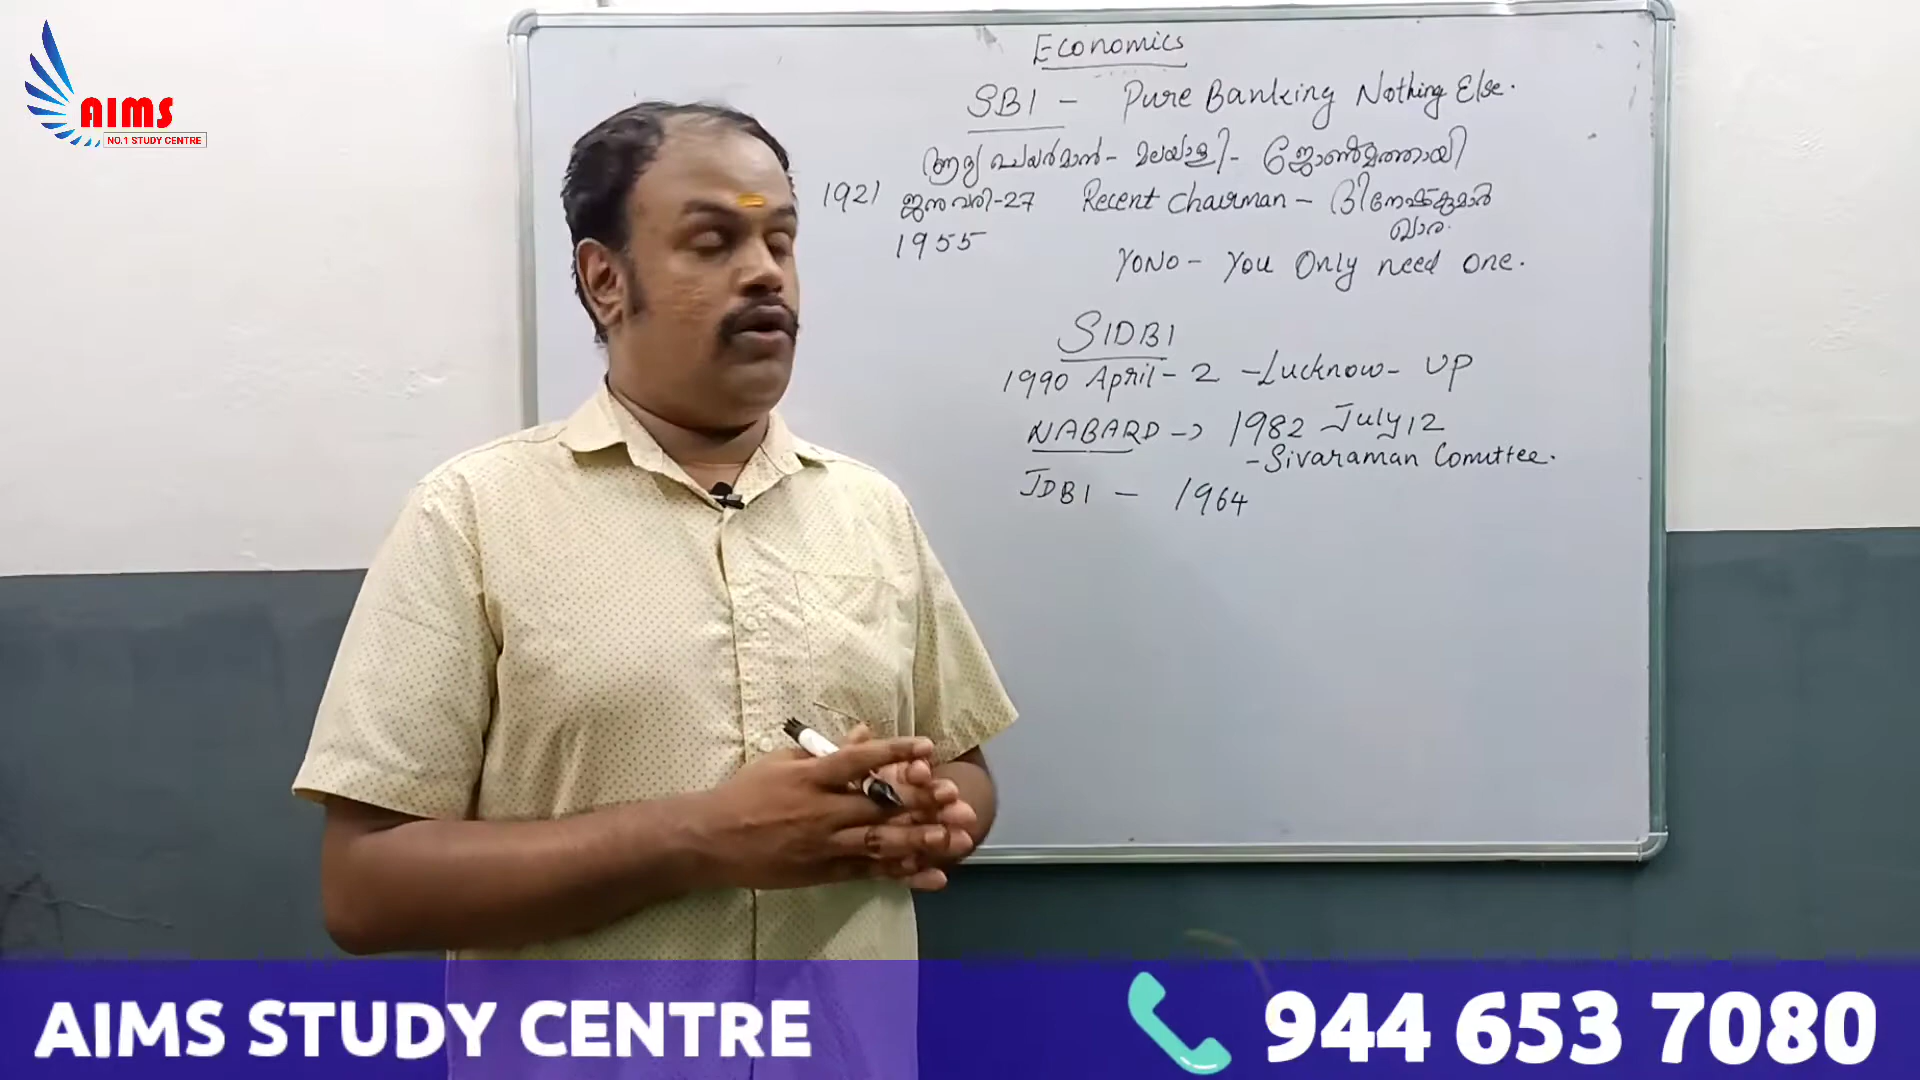 AIMS
NO.1 STUDY CENTRE
Economics
SBI - Pure Banking Nothing Else.
ആദ്യ ചെയർമാൻ - മലയാളി - ജോൺമത്തായി
1921 ജനുവരി-27 Recent Chairman - ദിനേഷ്കുമാർ
ഖാര.
1955
YONO - You Only need one.
SIDBI
1990 April - 2 - Lucknow - UP
NABARD -> 1982 July 12
- Sivaraman Comittee.
IDBI - 1964
AIMS STUDY CENTRE
944 653 7080